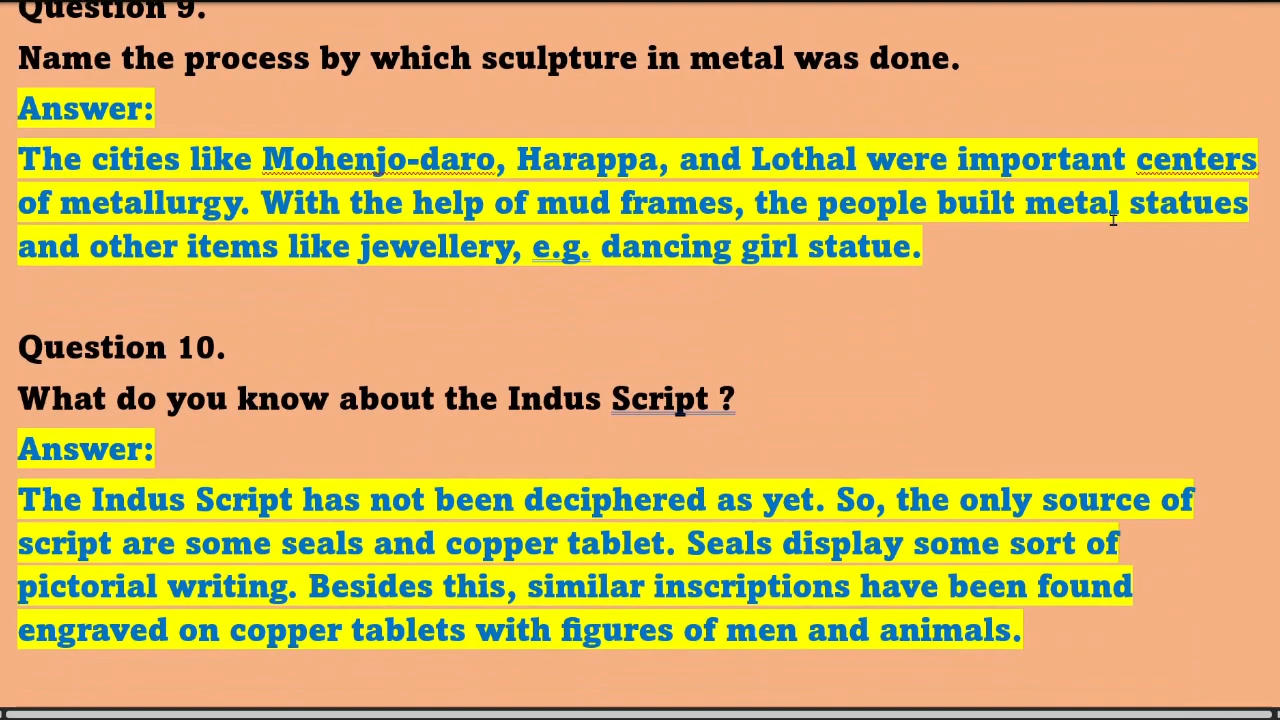 Question 9.
Name the process by which sculpture in metal was done.
Answer:
The cities like Mohenjo-daro, Harappa, and Lothal were important centers
of metallurgy. With the help of mud frames, the people built metal statues
and other items like jewellery, e.g. dancing girl statue.
Question 10.
What do you know about the Indus Script ?
Answer:
The Indus Script has not been deciphered as yet. So, the only source of
script are some seals and copper tablet. Seals display some sort of
pictorial writing. Besides this, similar inscriptions have been found
engraved on copper tablets with figures of men and animals.